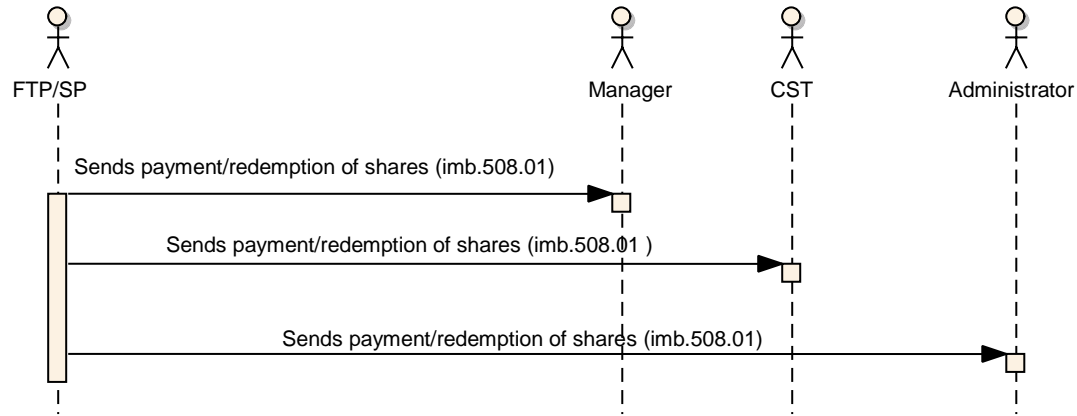 FTP/SP
Manager
CST
Administrator
Sends payment/redemption of shares (imb.508.01)
Sends payment/redemption of shares (imb.508.01 )
Sends payment/redemption of shares (imb.508.01)